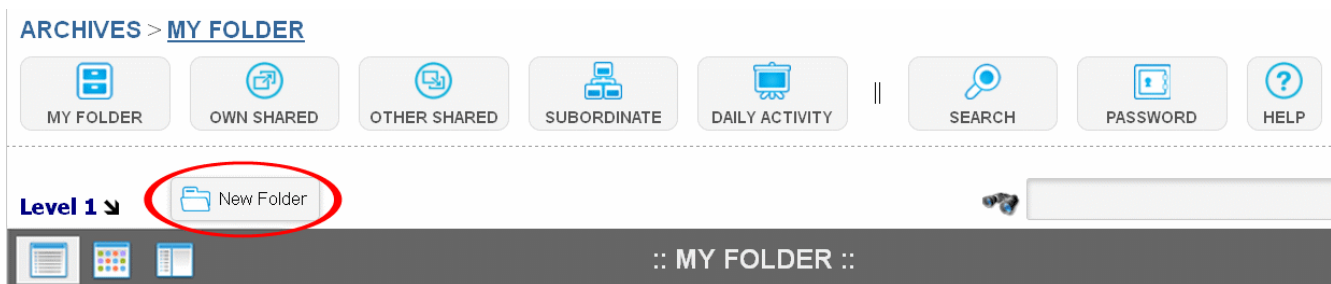 ARCHIVES > MY FOLDER
MY FOLDER OWN SHARED OTHER SHARED SUBORDINATE DAILY ACTIVITY || SEARCH PASSWORD HELP
Level 1 New Folder
:: MY FOLDER ::